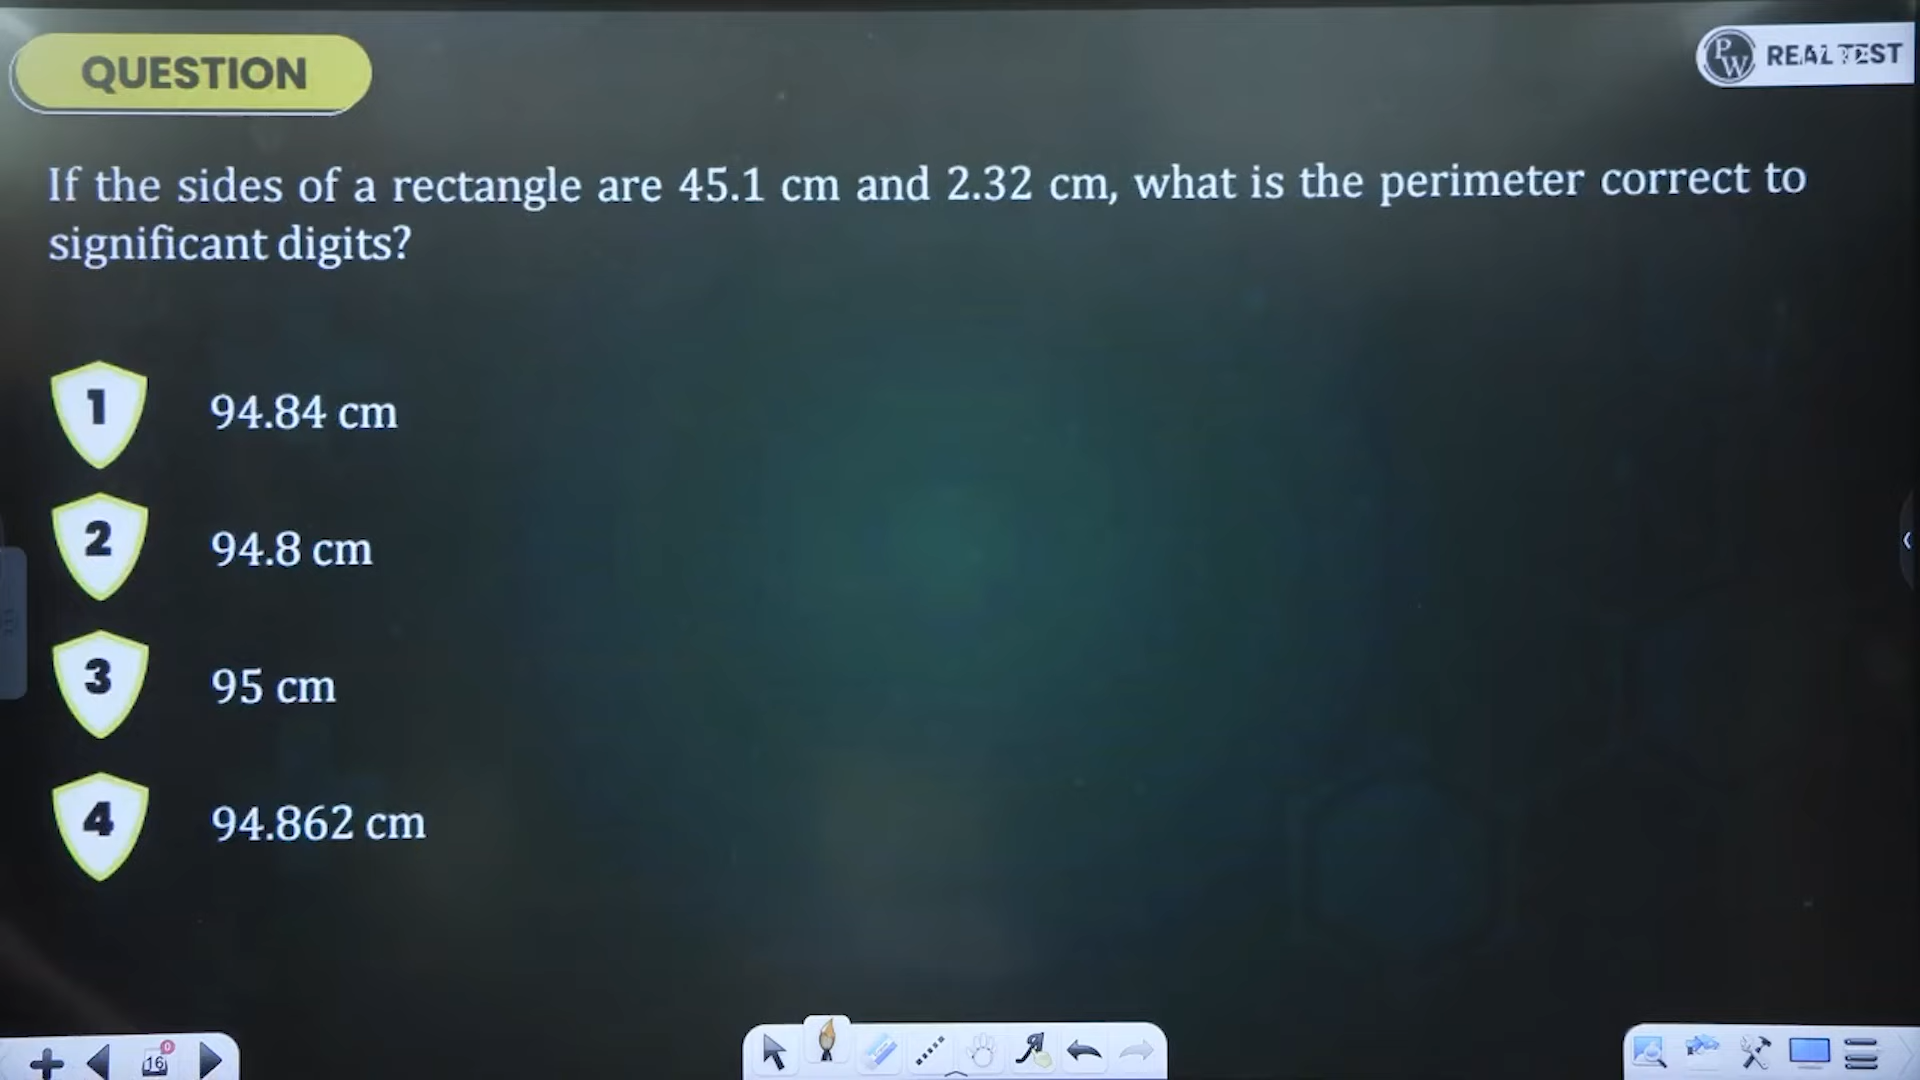 QUESTION
PW REAL TEST
If the sides of a rectangle are 45.1 cm and 2.32 cm, what is the perimeter correct to
significant digits?
1 94.84 cm
2 94.8 cm
3 95 cm
4 94.862 cm
16 0